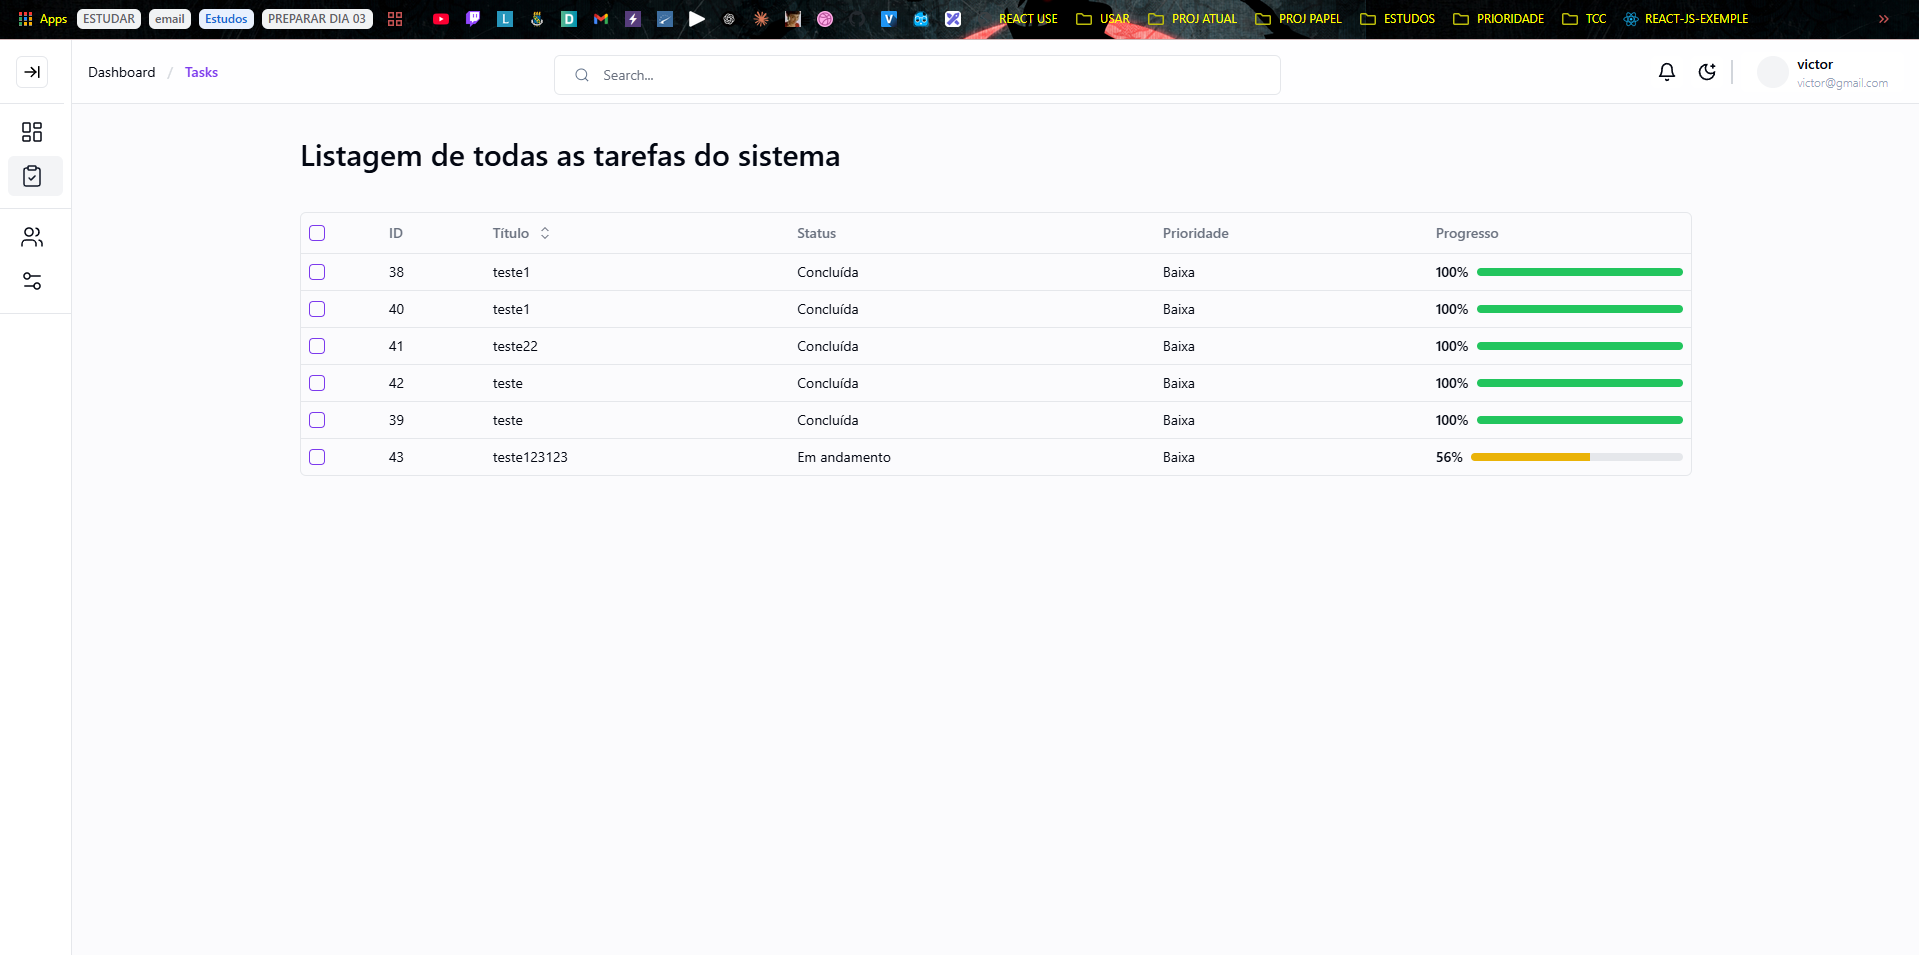 Apps ESTUDAR email Estudos PREPARAR DIA 03 REACT USE USAR PROJ ATUAL PROJ PAPEL ESTUDOS PRIORIDADE TCC REACT-JS-EXEMPLE
Dashboard / Tasks
Search...
victor
victor@gmail.com
Listagem de todas as tarefas do sistema
ID Título Status Prioridade Progresso
38 teste1 Concluída Baixa 100%
40 teste1 Concluída Baixa 100%
41 teste22 Concluída Baixa 100%
42 teste Concluída Baixa 100%
39 teste Concluída Baixa 100%
43 teste123123 Em andamento Baixa 56%